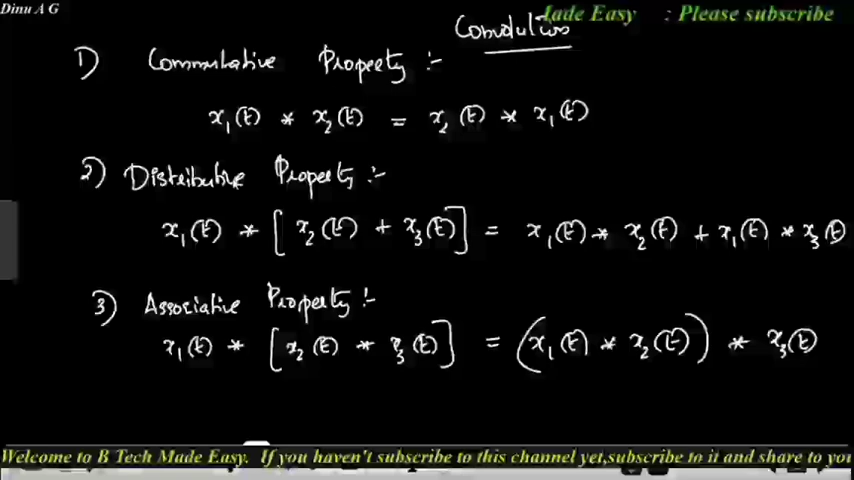 Dinu A G
Made Easy : Please subscribe
Convolution
1) Commutative Property :-
x₁(t) * x₂(t) = x₂(t) * x₁(t)
2) Distributive Property :-
x₁(t) * [x₂(t) + x₃(t)] = x₁(t) * x₂(t) + x₁(t) * x₃(t)
3) Associative Property :-
x₁(t) * [x₂(t) * x₃(t)] = (x₁(t) * x₂(t)) * x₃(t)
Welcome to B Tech Made Easy. If you haven't subscribe to this channel yet,subscribe to it and share to you